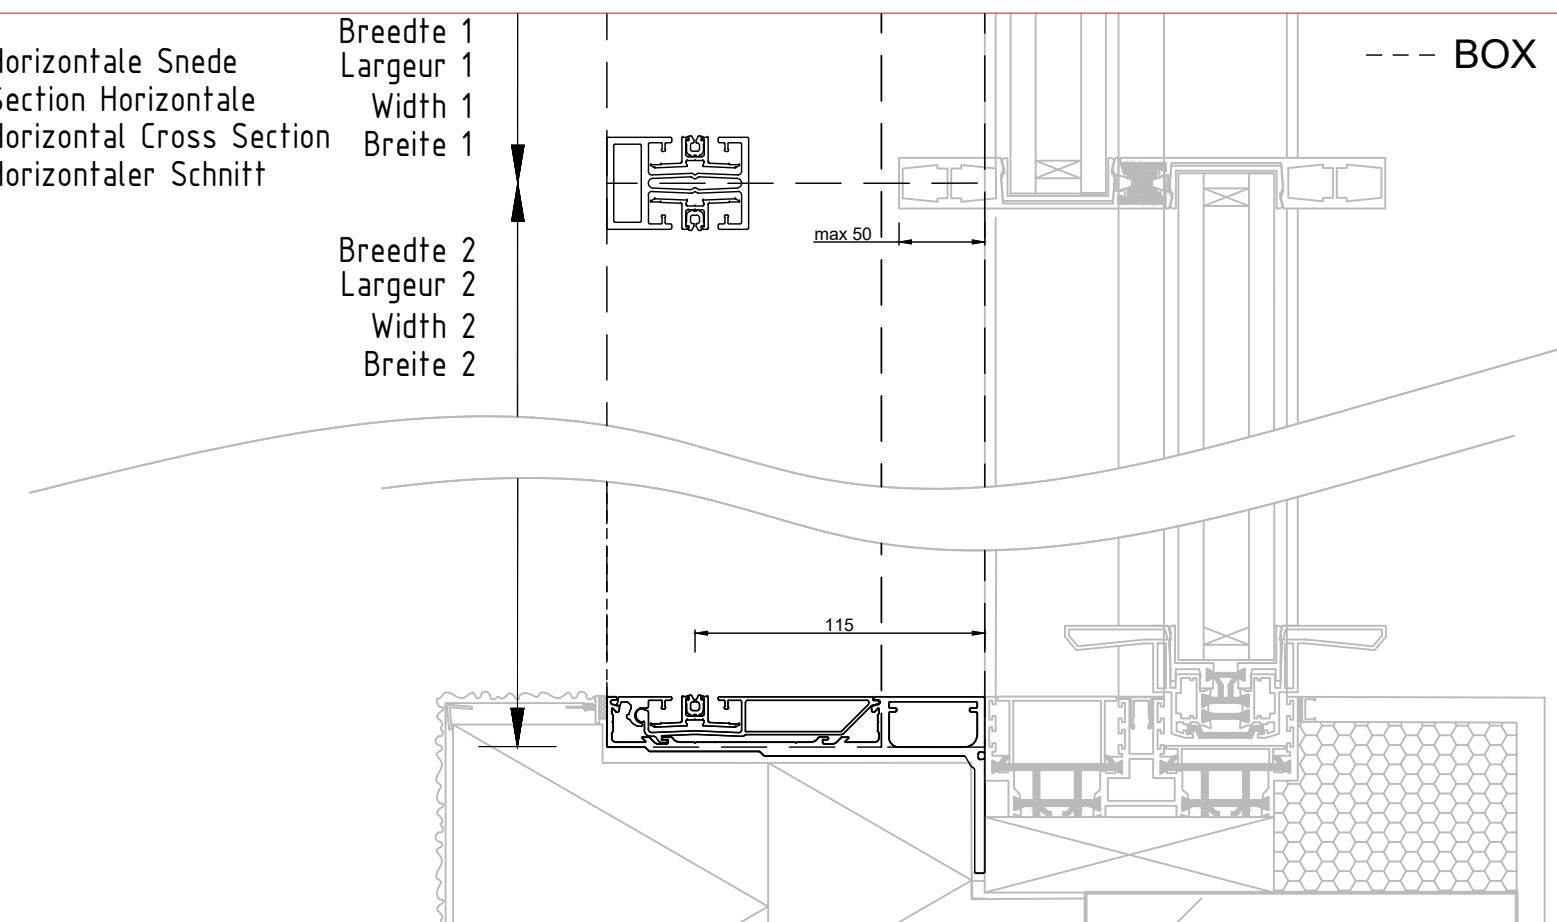 Horizontale Snede
Section Horizontale
Horizontal Cross Section
Horizontaler Schnitt
Breedte 1
Largeur 1
Width 1
Breite 1
BOX
max 50
Breedte 2
Largeur 2
Width 2
Breite 2
115